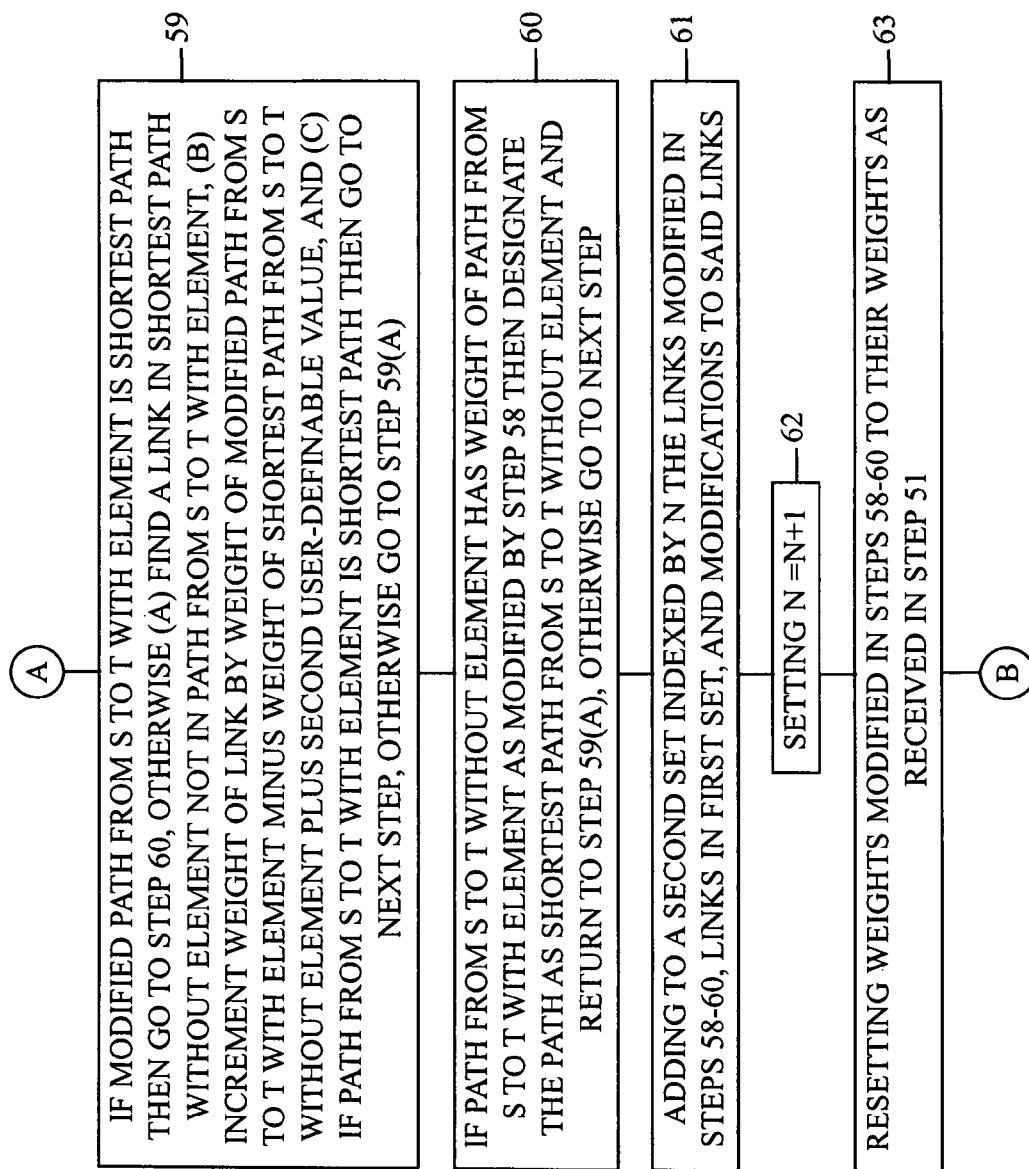 A
IF MODIFIED PATH FROM S TO T WITH ELEMENT IS SHORTEST PATH
THEN GO TO STEP 60, OTHERWISE (A) FIND A LINK IN SHORTEST PATH
WITHOUT ELEMENT NOT IN PATH FROM S TO T WITH ELEMENT, (B)
INCREMENT WEIGHT OF LINK BY WEIGHT OF MODIFIED PATH FROM S
TO T WITH ELEMENT MINUS WEIGHT OF SHORTEST PATH FROM S TO T
WITHOUT ELEMENT PLUS SECOND USER-DEFINABLE VALUE, AND (C)
IF PATH FROM S TO T WITH ELEMENT IS SHORTEST PATH THEN GO TO
NEXT STEP, OTHERWISE GO TO STEP 59(A)
59
IF PATH FROM S TO T WITHOUT ELEMENT HAS WEIGHT OF PATH FROM
S TO T WITH ELEMENT AS MODIFIED BY STEP 58 THEN DESIGNATE
THE PATH AS SHORTEST PATH FROM S TO T WITHOUT ELEMENT AND
RETURN TO STEP 59(A), OTHERWISE GO TO NEXT STEP
60
ADDING TO A SECOND SET INDEXED BY N THE LINKS MODIFIED IN
STEPS 58-60, LINKS IN FIRST SET, AND MODIFICATIONS TO SAID LINKS
61
SETTING N =N+1
62
RESETTING WEIGHTS MODIFIED IN STEPS 58-60 TO THEIR WEIGHTS AS
RECEIVED IN STEP 51
63
B